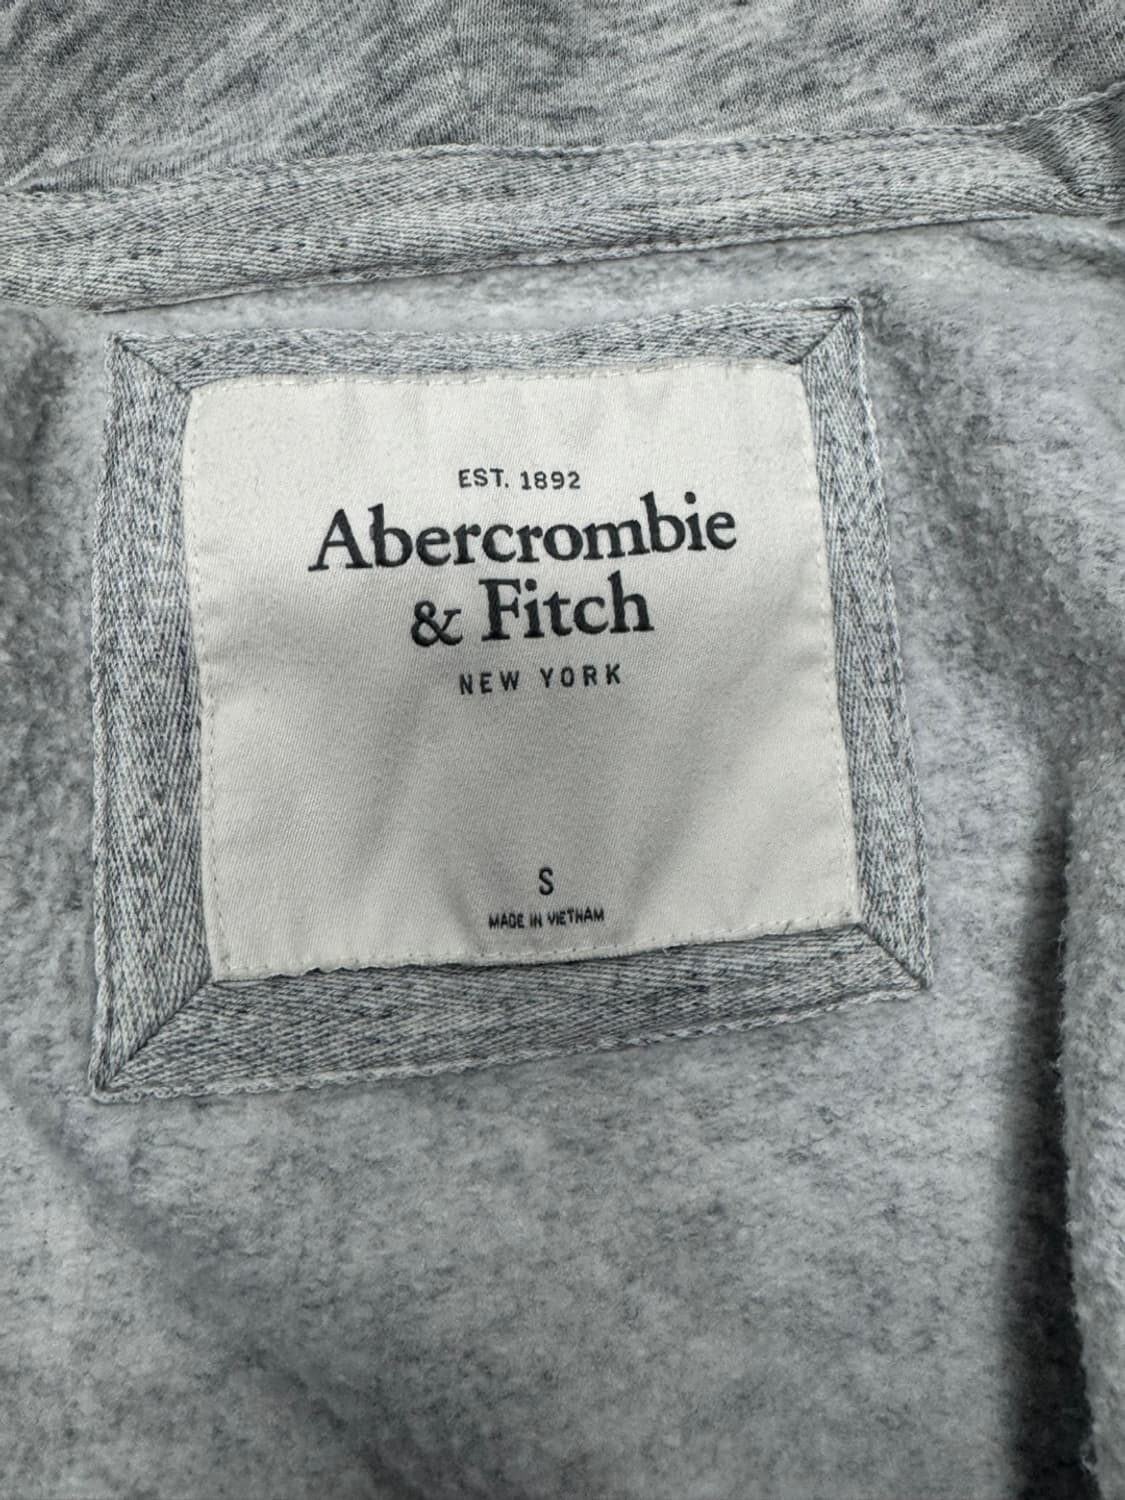 EST. 1892
Abercrombie
& Fitch
NEW YORK
S
MADE IN VIETNAM